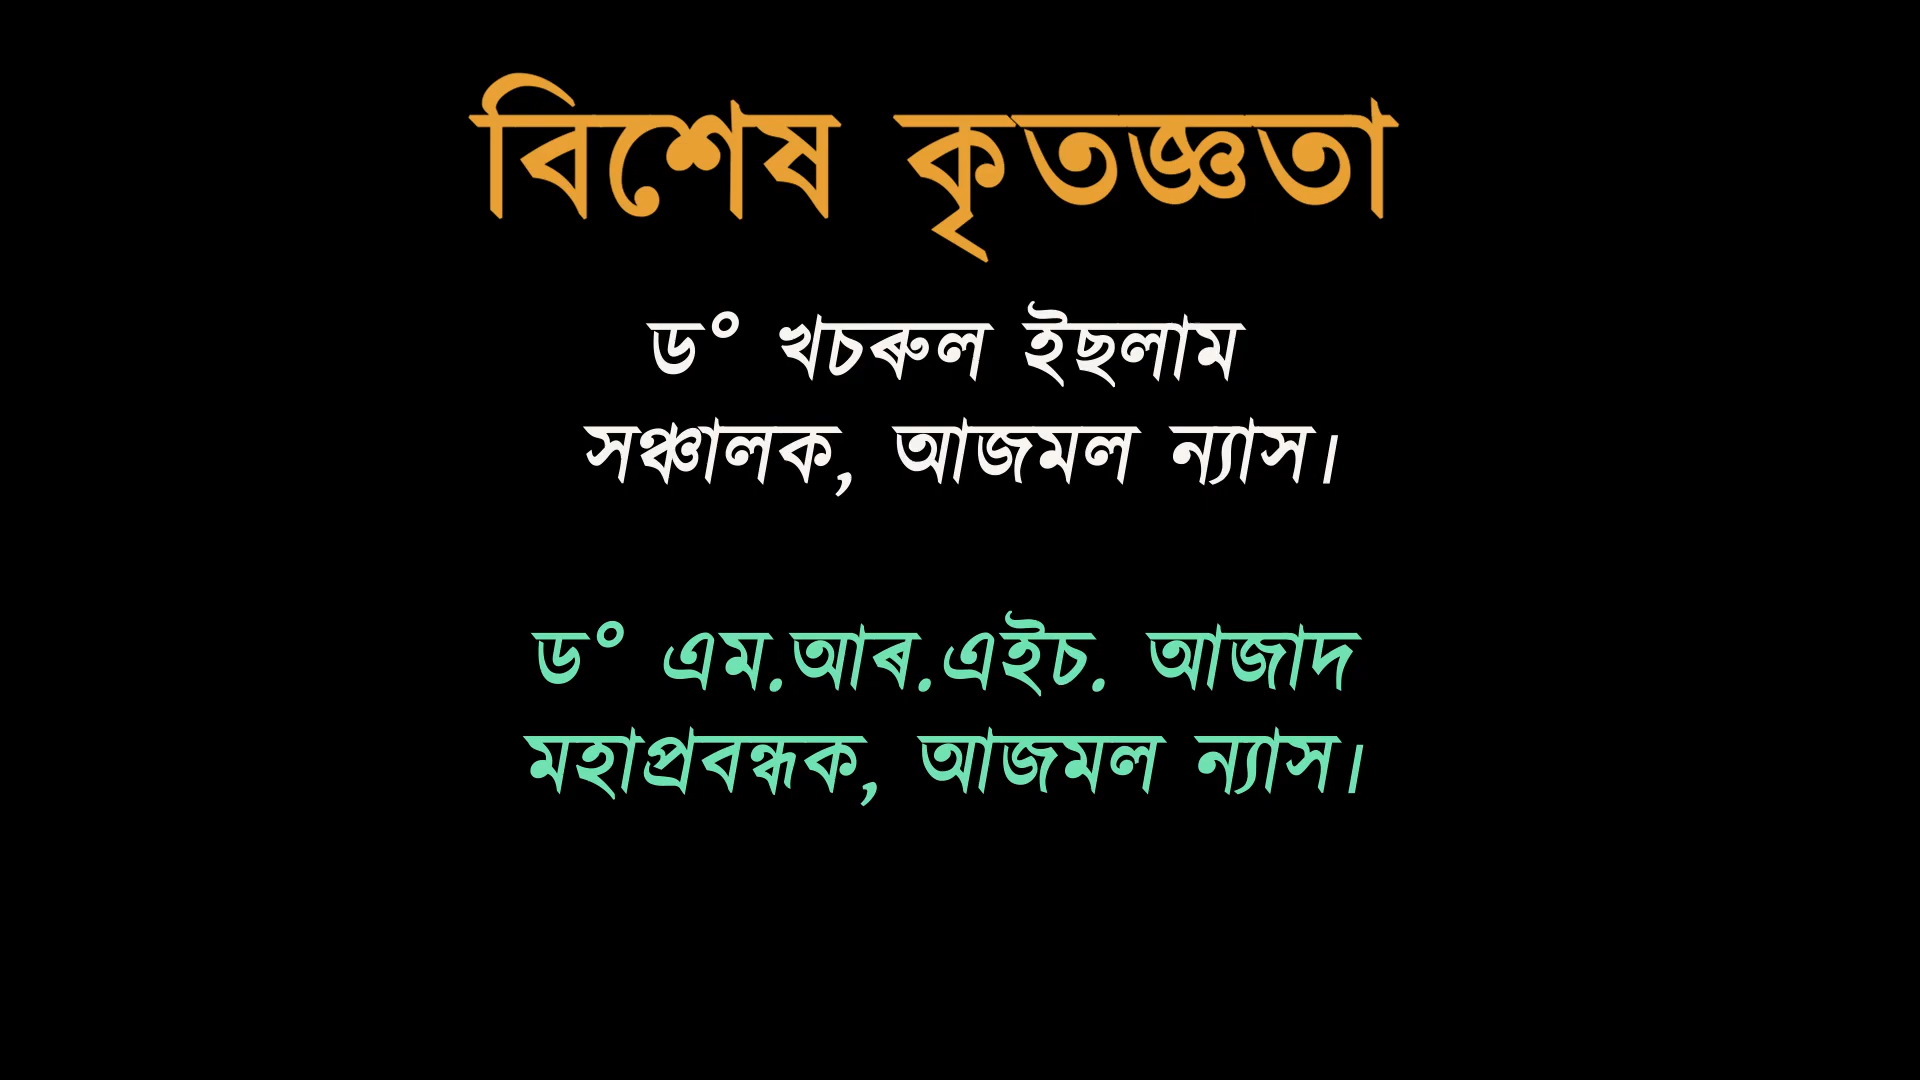 বিশেষ কৃতজ্ঞতা
ড° খচৰুল ইছলাম
সঞ্চালক, আজমল ন্যাস।
ড° এম.আৰ.এইচ. আজাদ
মহাপ্ৰবন্ধক, আজমল ন্যাস।